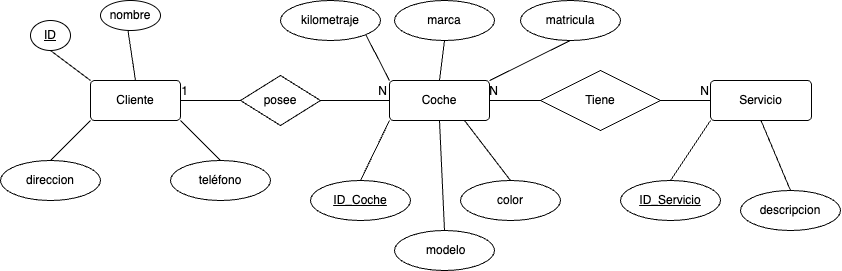 nombre
kilometraje
marca
matricula
ID
Cliente
1
posee
N
Coche
N
Tiene
N
Servicio
direccion
teléfono
ID_Coche
color
ID_Servicio
descripcion
modelo